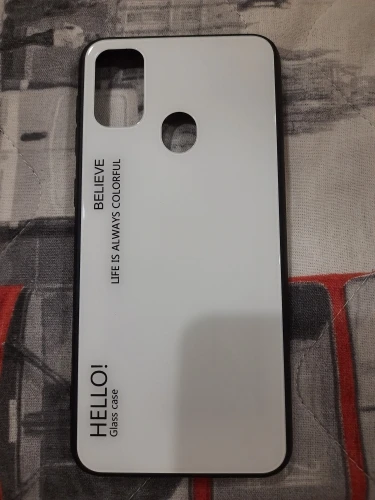 HELLO!
Glass case
BELIEVE
LIFE IS ALWAYS COLORFUL